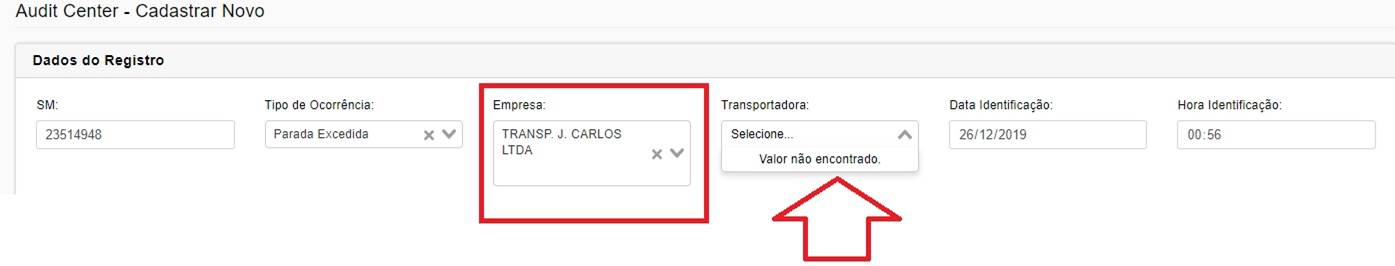 Audit Center - Cadastrar Novo
Dados do Registro
SM:
23514948
Tipo de Ocorrência:
Parada Excedida
Empresa:
TRANSP. J. CARLOS
LTDA
Transportadora:
Selecione...
Valor não encontrado.
Data Identificação:
26/12/2019
Hora Identificação:
00:56